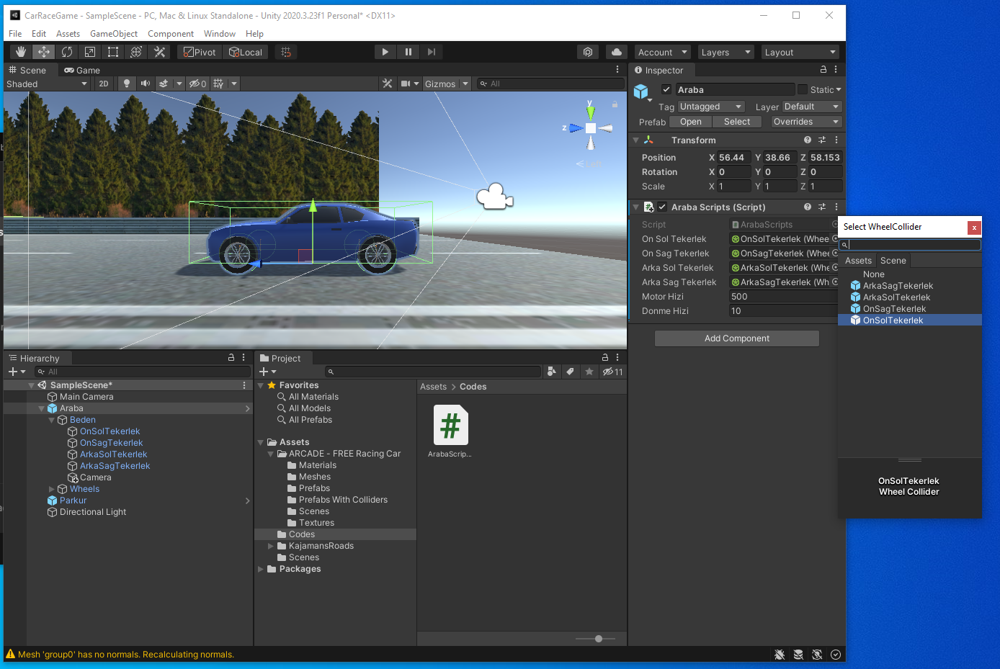 CarRaceGame - SampleScene - PC, Mac & Linux Standalone - Unity 2020.3.23f1 Personal* <DX11>
File Edit Assets GameObject Component Window Help
Pivot Local Account Layers Layout
Scene Game
Shaded 2D 0 Gizmos All
y
z
Left
Inspector
Araba Static
Tag Untagged Layer Default
Prefab Open Select Overrides
Transform
Position X 56.44 Y 38.66 Z 58.153
Rotation X 0 Y 0 Z 0
Scale X 1 Y 1 Z 1
Araba Scripts (Script)
Script ArabaScripts
On Sol Tekerlek OnSolTekerlek (Whee
On Sag Tekerlek OnSagTekerlek (Whe
Arka Sol Tekerlek ArkaSolTekerlek (Wh
Arka Sag Tekerlek ArkaSagTekerlek (Wh
Motor Hizi 500
Donme Hizi 10
Add Component
Select WheelCollider
Assets Scene
None
ArkaSagTekerlek
ArkaSolTekerlek
OnSagTekerlek
OnSolTekerlek
OnSolTekerlek
Wheel Collider
Hierarchy
All
SampleScene*
Main Camera
Araba
Beden
OnSolTekerlek
OnSagTekerlek
ArkaSolTekerlek
ArkaSagTekerlek
Camera
Wheels
Parkur
Directional Light
Project
11
Favorites
All Materials
All Models
All Prefabs
Assets
ARCADE - FREE Racing Car
Materials
Meshes
Prefabs
Prefabs With Colliders
Scenes
Textures
Codes
KajamansRoads
Scenes
Packages
Assets > Codes
#
ArabaScrip...
Mesh 'group0' has no normals. Recalculating normals.